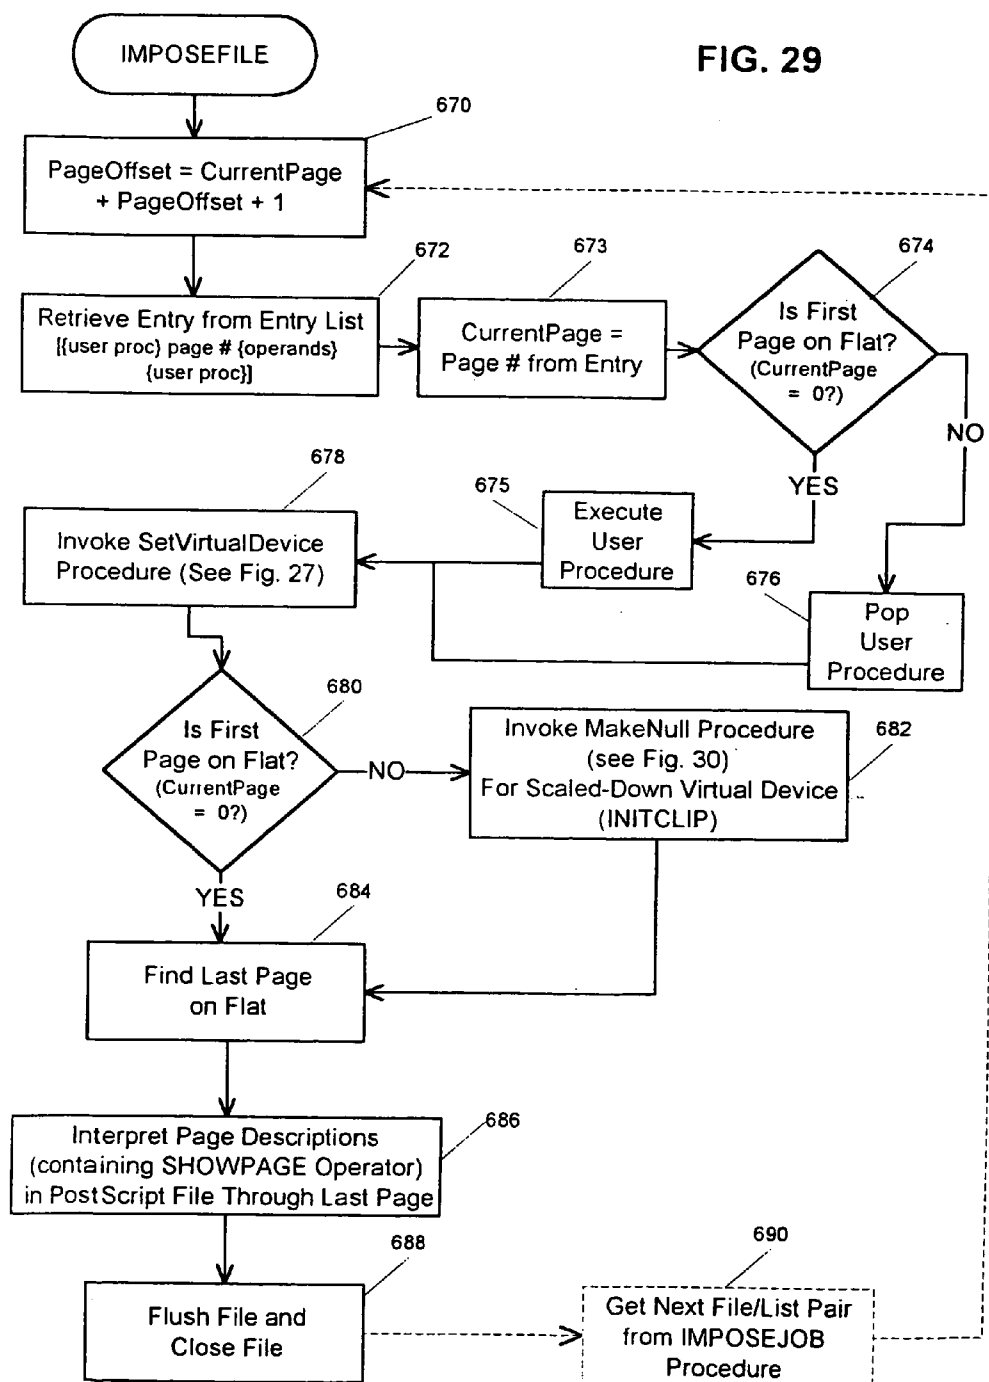 IMPOSEFILE
FIG. 29
670
PageOffset = CurrentPage
+ PageOffset + 1
672
Retrieve Entry from Entry List
[{user proc} page # {operands}
{user proc}]
673
CurrentPage =
Page # from Entry
674
Is First
Page on Flat?
(CurrentPage
= 0?)
NO
YES
675
Execute
User
Procedure
676
Pop
User
Procedure
678
Invoke SetVirtualDevice
Procedure (See Fig. 27)
680
Is First
Page on Flat?
(CurrentPage
= 0?)
NO
YES
682
Invoke MakeNull Procedure
(see Fig. 30)
For Scaled-Down Virtual Device
(INITCLIP)
684
Find Last Page
on Flat
686
Interpret Page Descriptions
(containing SHOWPAGE Operator)
in PostScript File Through Last Page
688
Flush File and
Close File
690
Get Next File/List Pair
from IMPOSEJOB
Procedure